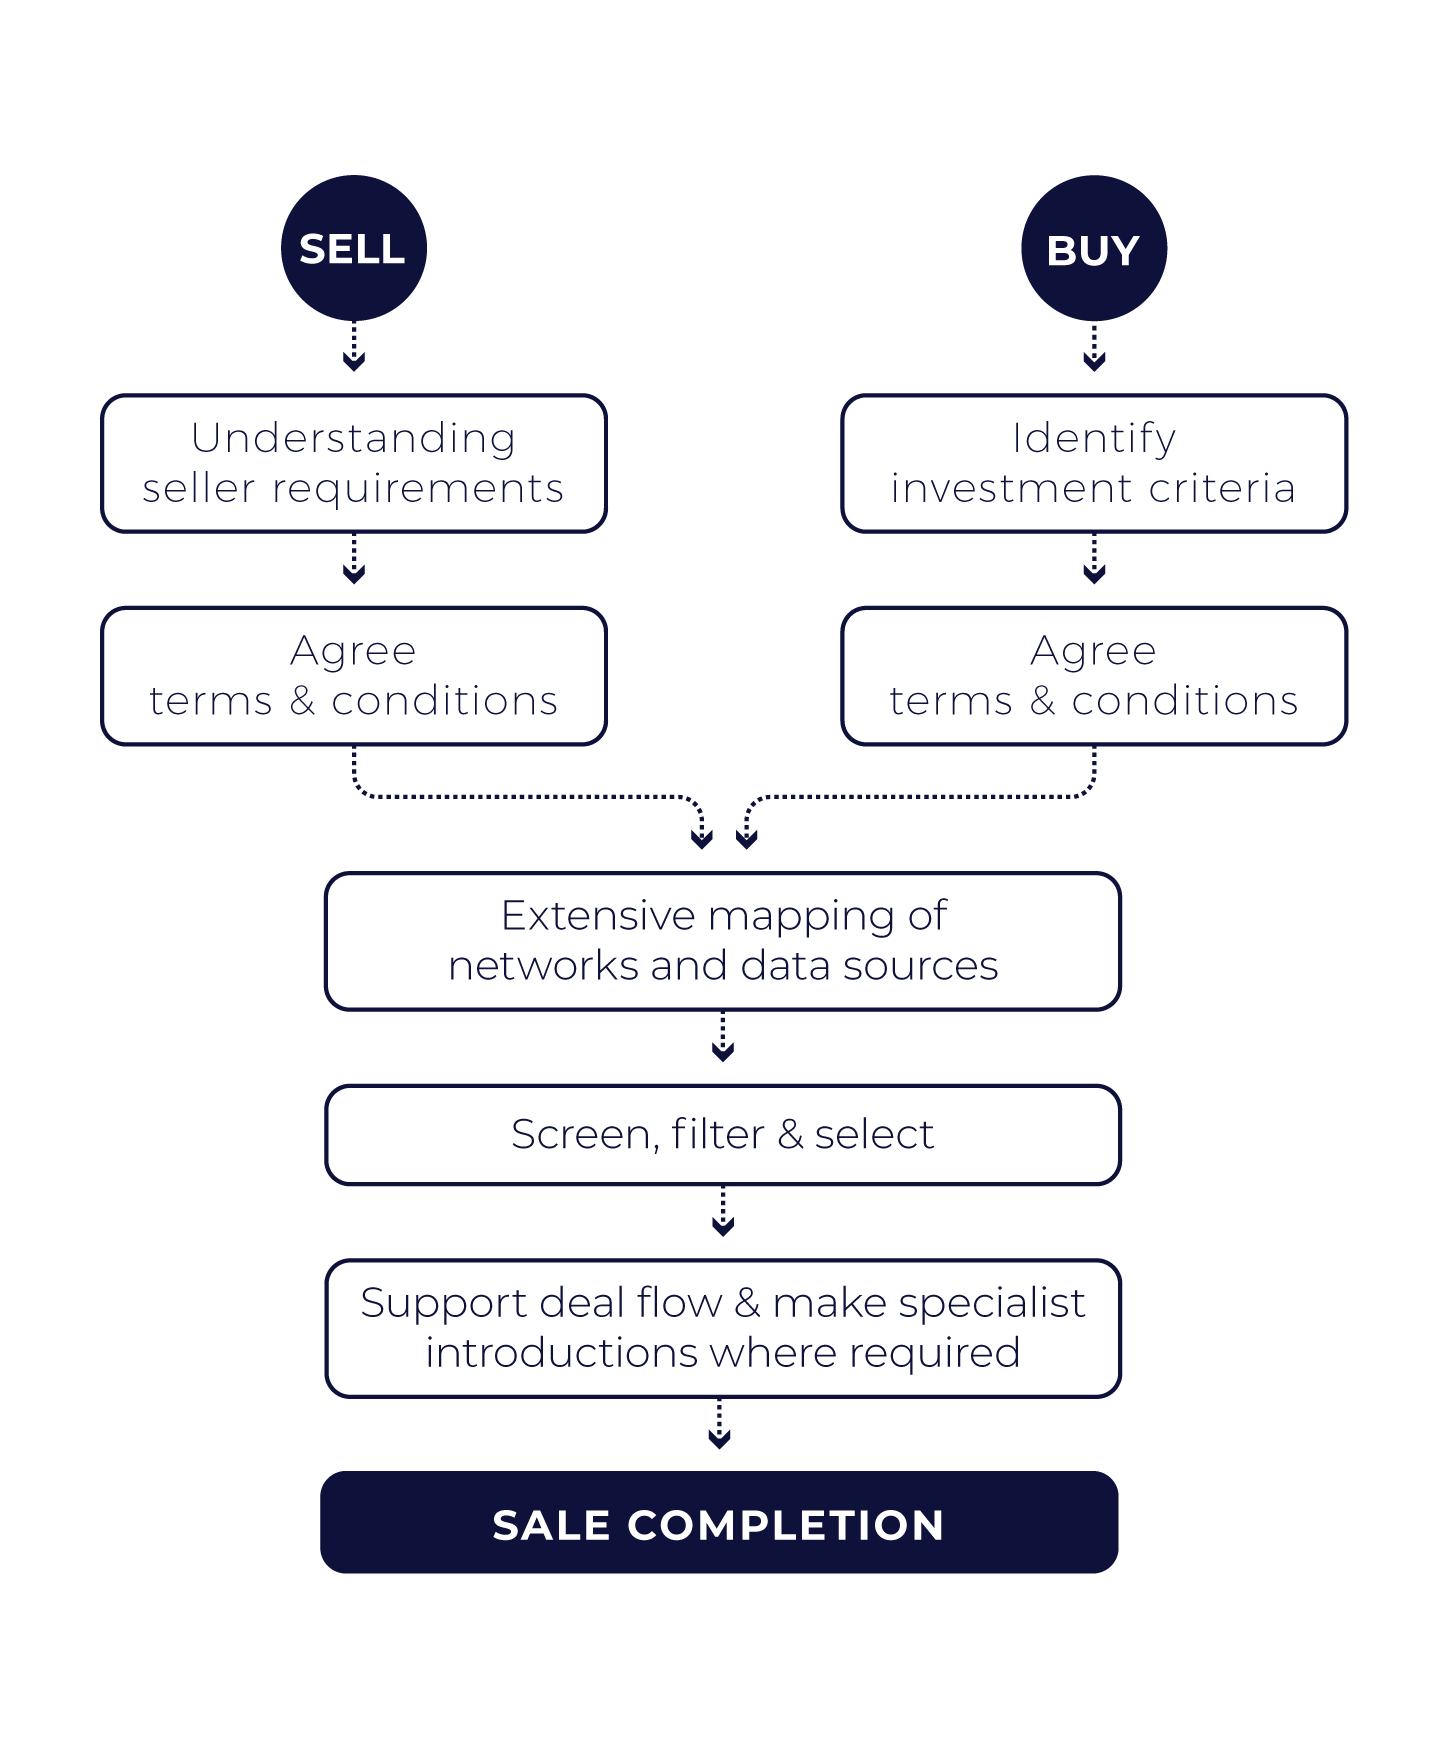 SELL
BUY
Understanding
seller requirements
Identify
investment criteria
Agree
terms & conditions
Agree
terms & conditions
Extensive mapping of
networks and data sources
Screen, filter & select
Support deal flow & make specialist
introductions where required
SALE COMPLETION